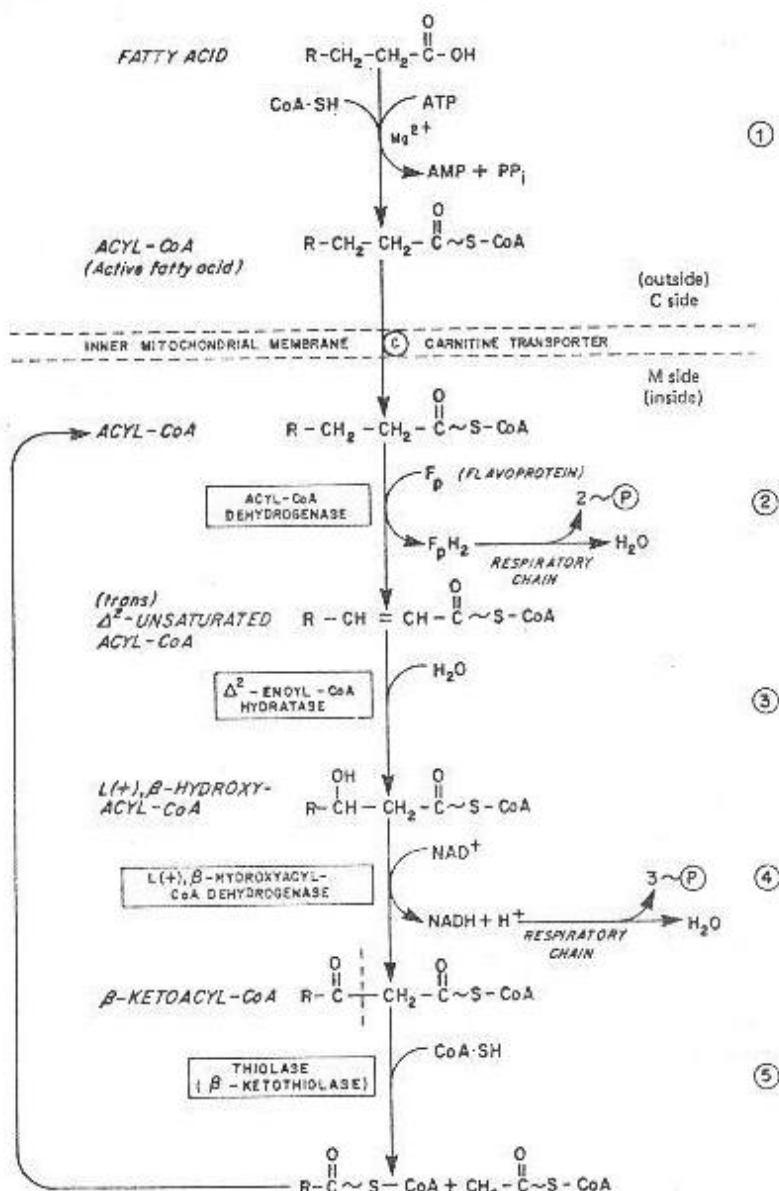 O
||
FATTY ACID R-CH₂-CH₂-C-OH
CoA·SH ATP
Mg²⁺
①
AMP + PPi
O
||
ACYL-CoA R-CH₂-CH₂-C~S-CoA
(Active fatty acid)
(outside)
C side
INNER MITOCHONDRIAL MEMBRANE C CARNITINE TRANSPORTER
M side
(inside)
O
||
ACYL-CoA R-CH₂-CH₂-C~S-CoA
Fp (FLAVOPROTEIN)
ACYL-CoA
DEHYDROGENASE
2~P ②
FpH₂ H₂O
RESPIRATORY
CHAIN
(trans) O
Δ²-UNSATURATED ||
ACYL-CoA R-CH=CH-C~S-CoA
H₂O
Δ²-ENOYL-CoA
HYDRATASE
③
OH O
| ||
L(+),β-HYDROXY-
ACYL-CoA R-CH-CH₂-C~S-CoA
NAD⁺
L(+),β-HYDROXYACYL-
CoA DEHYDROGENASE
3~P ④
NADH+H⁺ H₂O
RESPIRATORY
CHAIN
O O
|| ||
β-KETOACYL-CoA R-C-CH₂-C~S-CoA
CoA·SH
THIOLASE
(β-KETOTHIOLASE)
⑤
O O
|| ||
R-C~S-CoA + CH₃-C~S-CoA